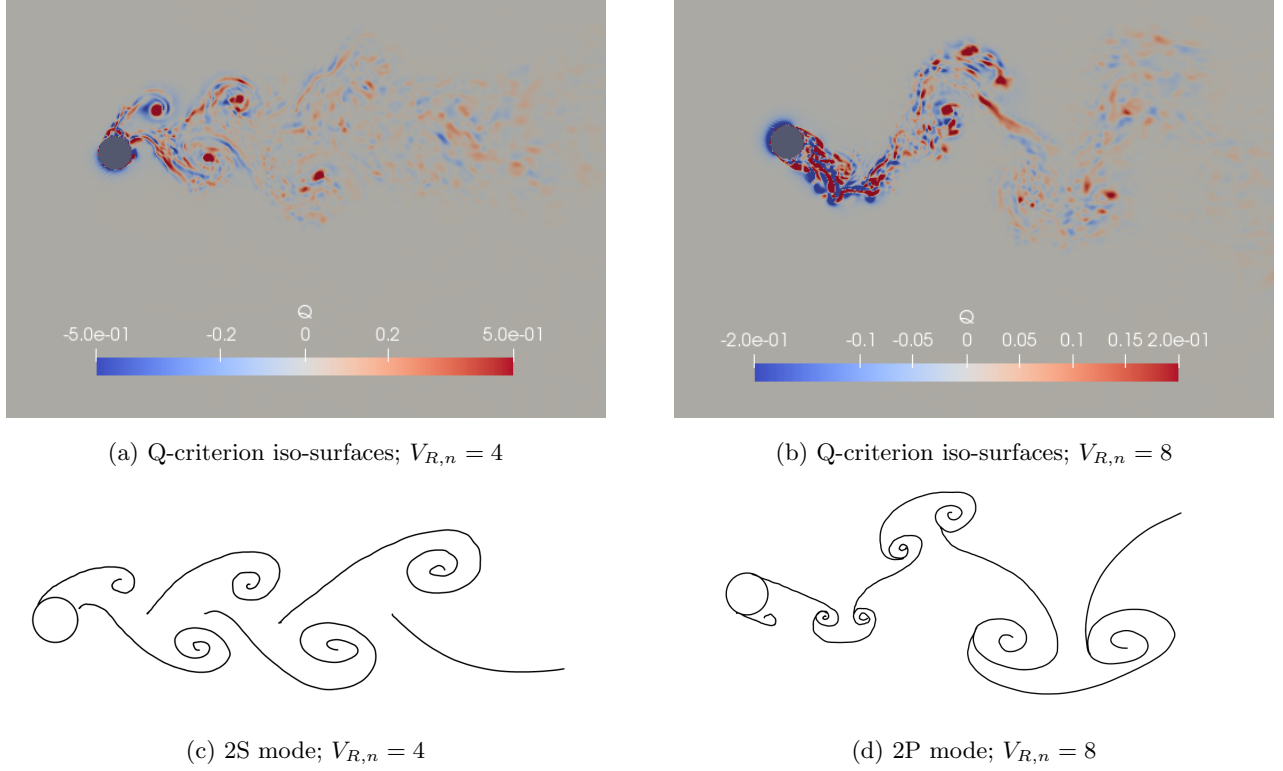 Q
-5.0e-01 -0.2 0 0.2 5.0e-01
Q
-2.0e-01 -0.1 -0.05 0 0.05 0.1 0.15 2.0e-01
(a) Q-criterion iso-surfaces; V_{R,n} = 4
(b) Q-criterion iso-surfaces; V_{R,n} = 8
(c) 2S mode; V_{R,n} = 4
(d) 2P mode; V_{R,n} = 8